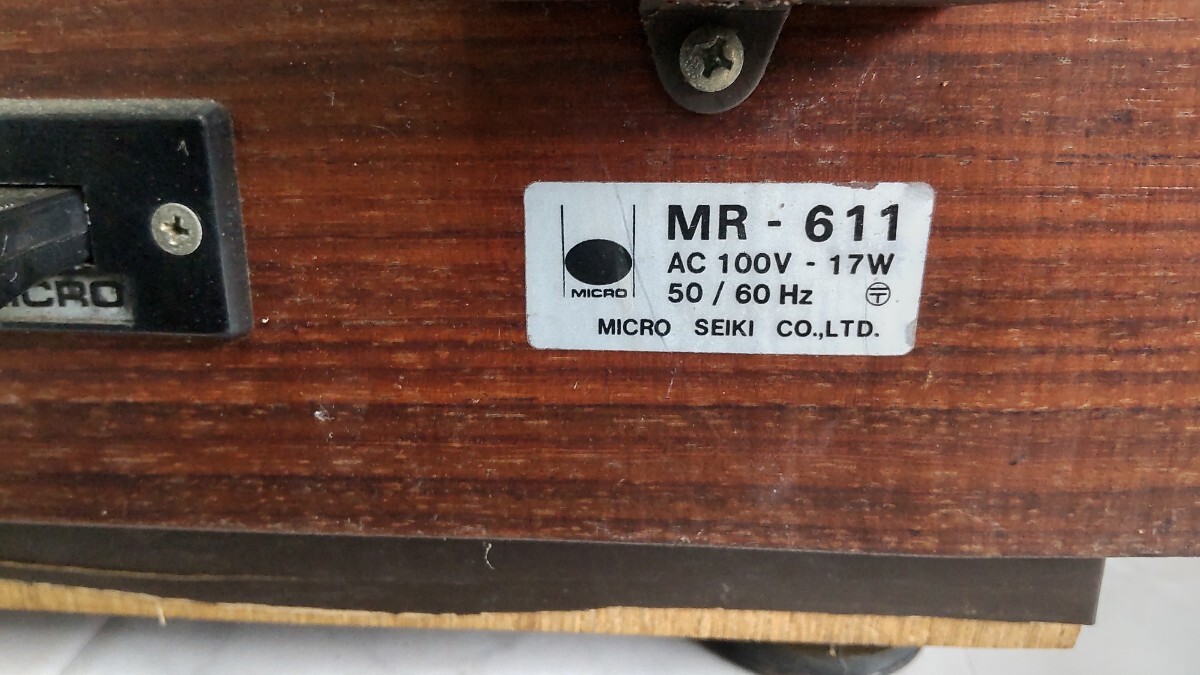 MR - 611
AC 100V - 17W
50 / 60 Hz 〶
MICRO
MICRO SEIKI CO.,LTD.
MICRO